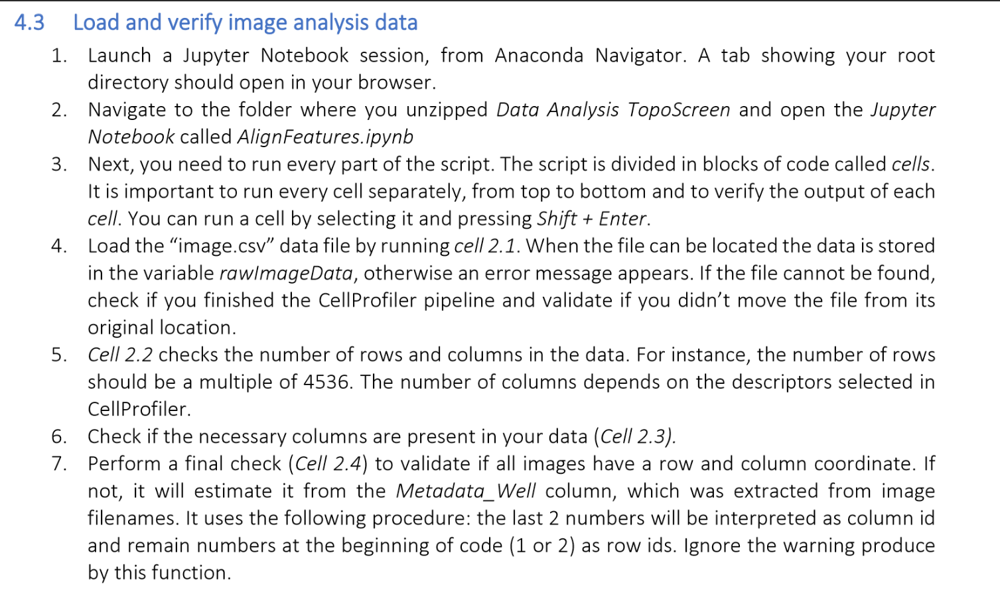 4.3 Load and verify image analysis data
1. Launch a Jupyter Notebook session, from Anaconda Navigator. A tab showing your root
directory should open in your browser.
2. Navigate to the folder where you unzipped Data Analysis TopoScreen and open the Jupyter
Notebook called AlignFeatures.ipynb
3. Next, you need to run every part of the script. The script is divided in blocks of code called cells.
It is important to run every cell separately, from top to bottom and to verify the output of each
cell. You can run a cell by selecting it and pressing Shift + Enter.
4. Load the “image.csv” data file by running cell 2.1. When the file can be located the data is stored
in the variable rawImageData, otherwise an error message appears. If the file cannot be found,
check if you finished the CellProfiler pipeline and validate if you didn’t move the file from its
original location.
5. Cell 2.2 checks the number of rows and columns in the data. For instance, the number of rows
should be a multiple of 4536. The number of columns depends on the descriptors selected in
CellProfiler.
6. Check if the necessary columns are present in your data (Cell 2.3).
7. Perform a final check (Cell 2.4) to validate if all images have a row and column coordinate. If
not, it will estimate it from the Metadata_Well column, which was extracted from image
filenames. It uses the following procedure: the last 2 numbers will be interpreted as column id
and remain numbers at the beginning of code (1 or 2) as row ids. Ignore the warning produce
by this function.